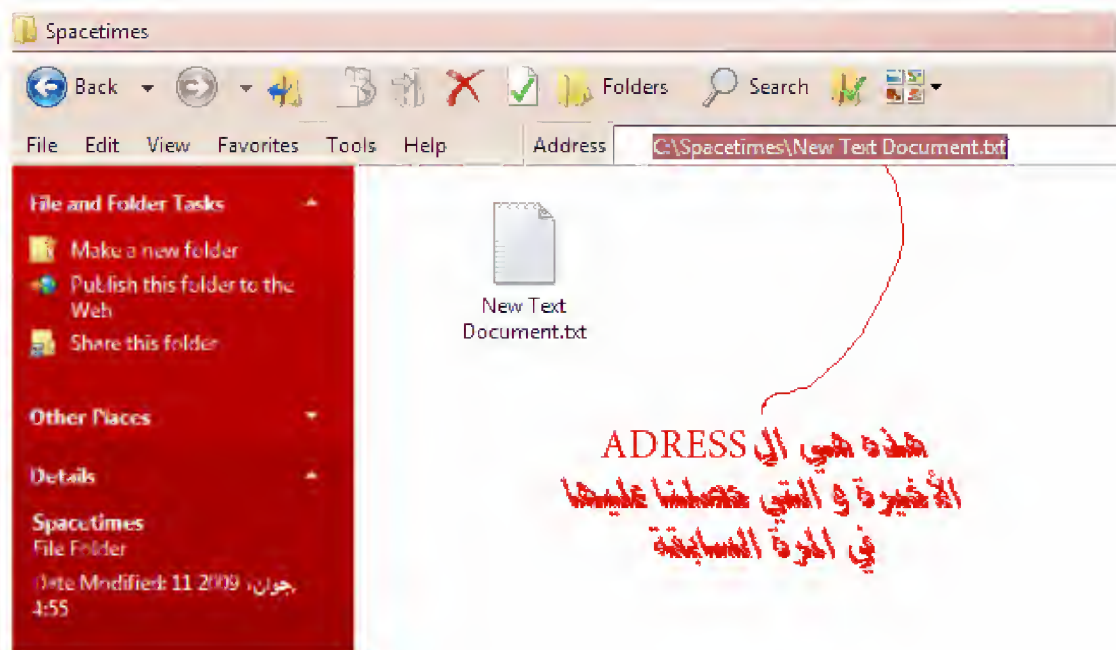 Spacetimes
Back Folders Search
File Edit View Favorites Tools Help Address C:\Spacetimes\New Text Document.txt
File and Folder Tasks
Make a new folder
Publish this folder to the
Web
Share this folder
Other Places
Details
Spacetimes
File Folder
Date Modified: 11 جون، 2009
4:55
New Text
Document.txt
هذه هي ال ADRESS
الأخيرة و التي حصلنا عليها
في المرة السابقة